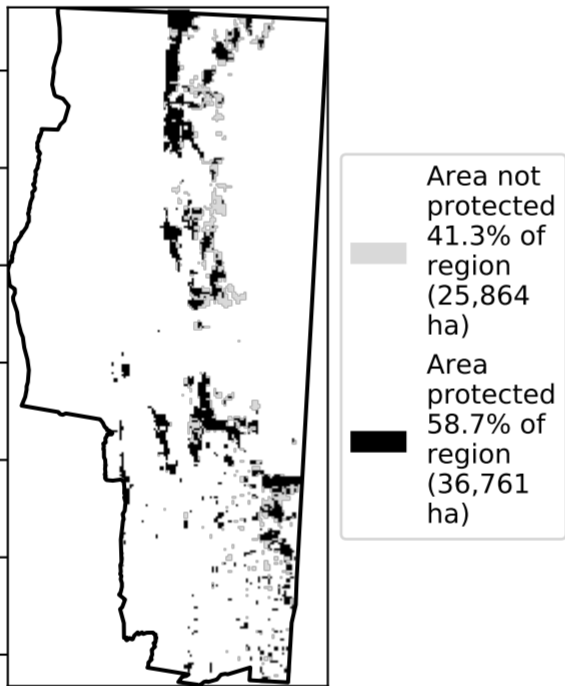 Area not
protected
41.3% of
region
(25,864
ha)
Area
protected
58.7% of
region
(36,761
ha)